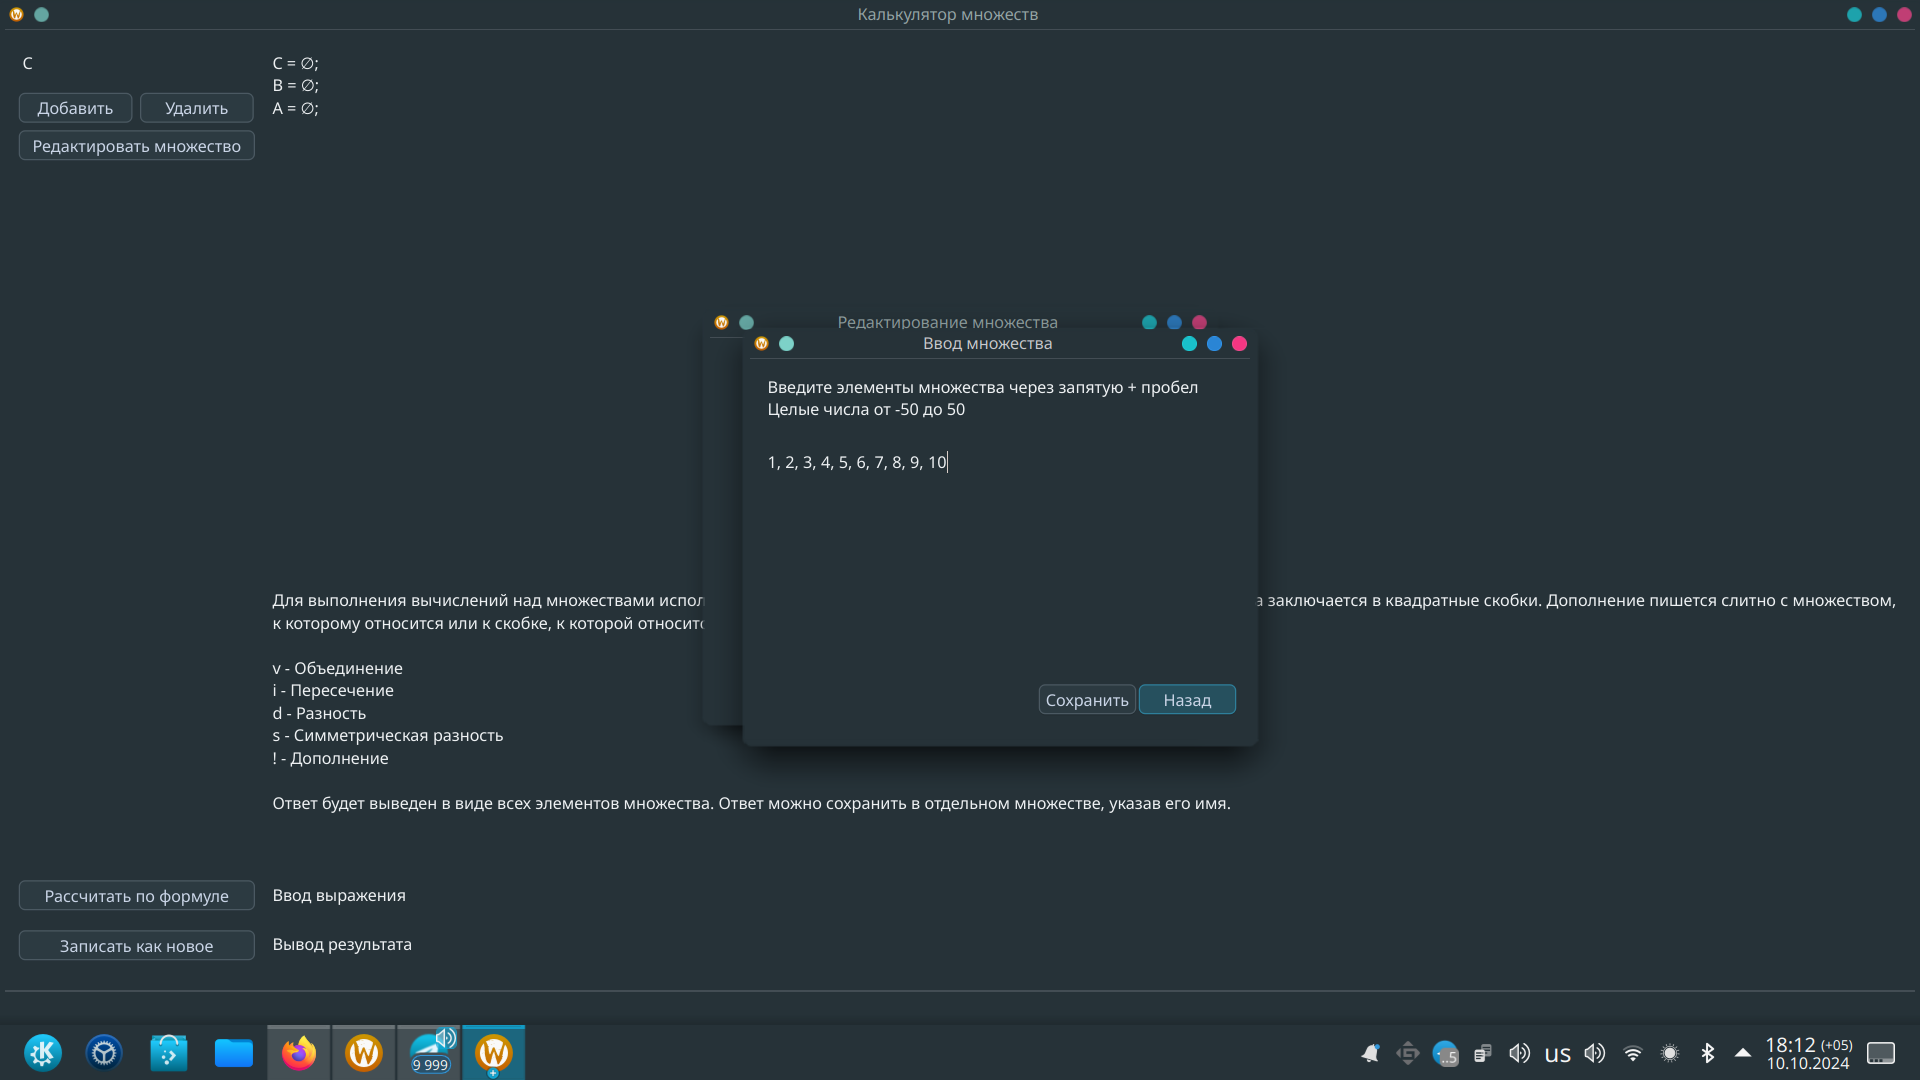 Калькулятор множеств
C
C = ∅;
B = ∅;
A = ∅;
Добавить
Удалить
Редактировать множество
Редактирование множества
Ввод множества
Введите элементы множества через запятую + пробел
Целые числа от -50 до 50
1, 2, 3, 4, 5, 6, 7, 8, 9, 10
Сохранить
Назад
Для выполнения вычислений над множествами заключается в квадратные скобки. Дополнение пишется слитно с множеством,
к которому относится или к скобке, к которой
v - Объединение
i - Пересечение
d - Разность
s - Симметрическая разность
! - Дополнение
Ответ будет выведен в виде всех элементов множества. Ответ можно сохранить в отдельном множестве, указав его имя.
Рассчитать по формуле
Ввод выражения
Записать как новое
Вывод результата
9 999
..5
us
18:12 (+05)
10.10.2024